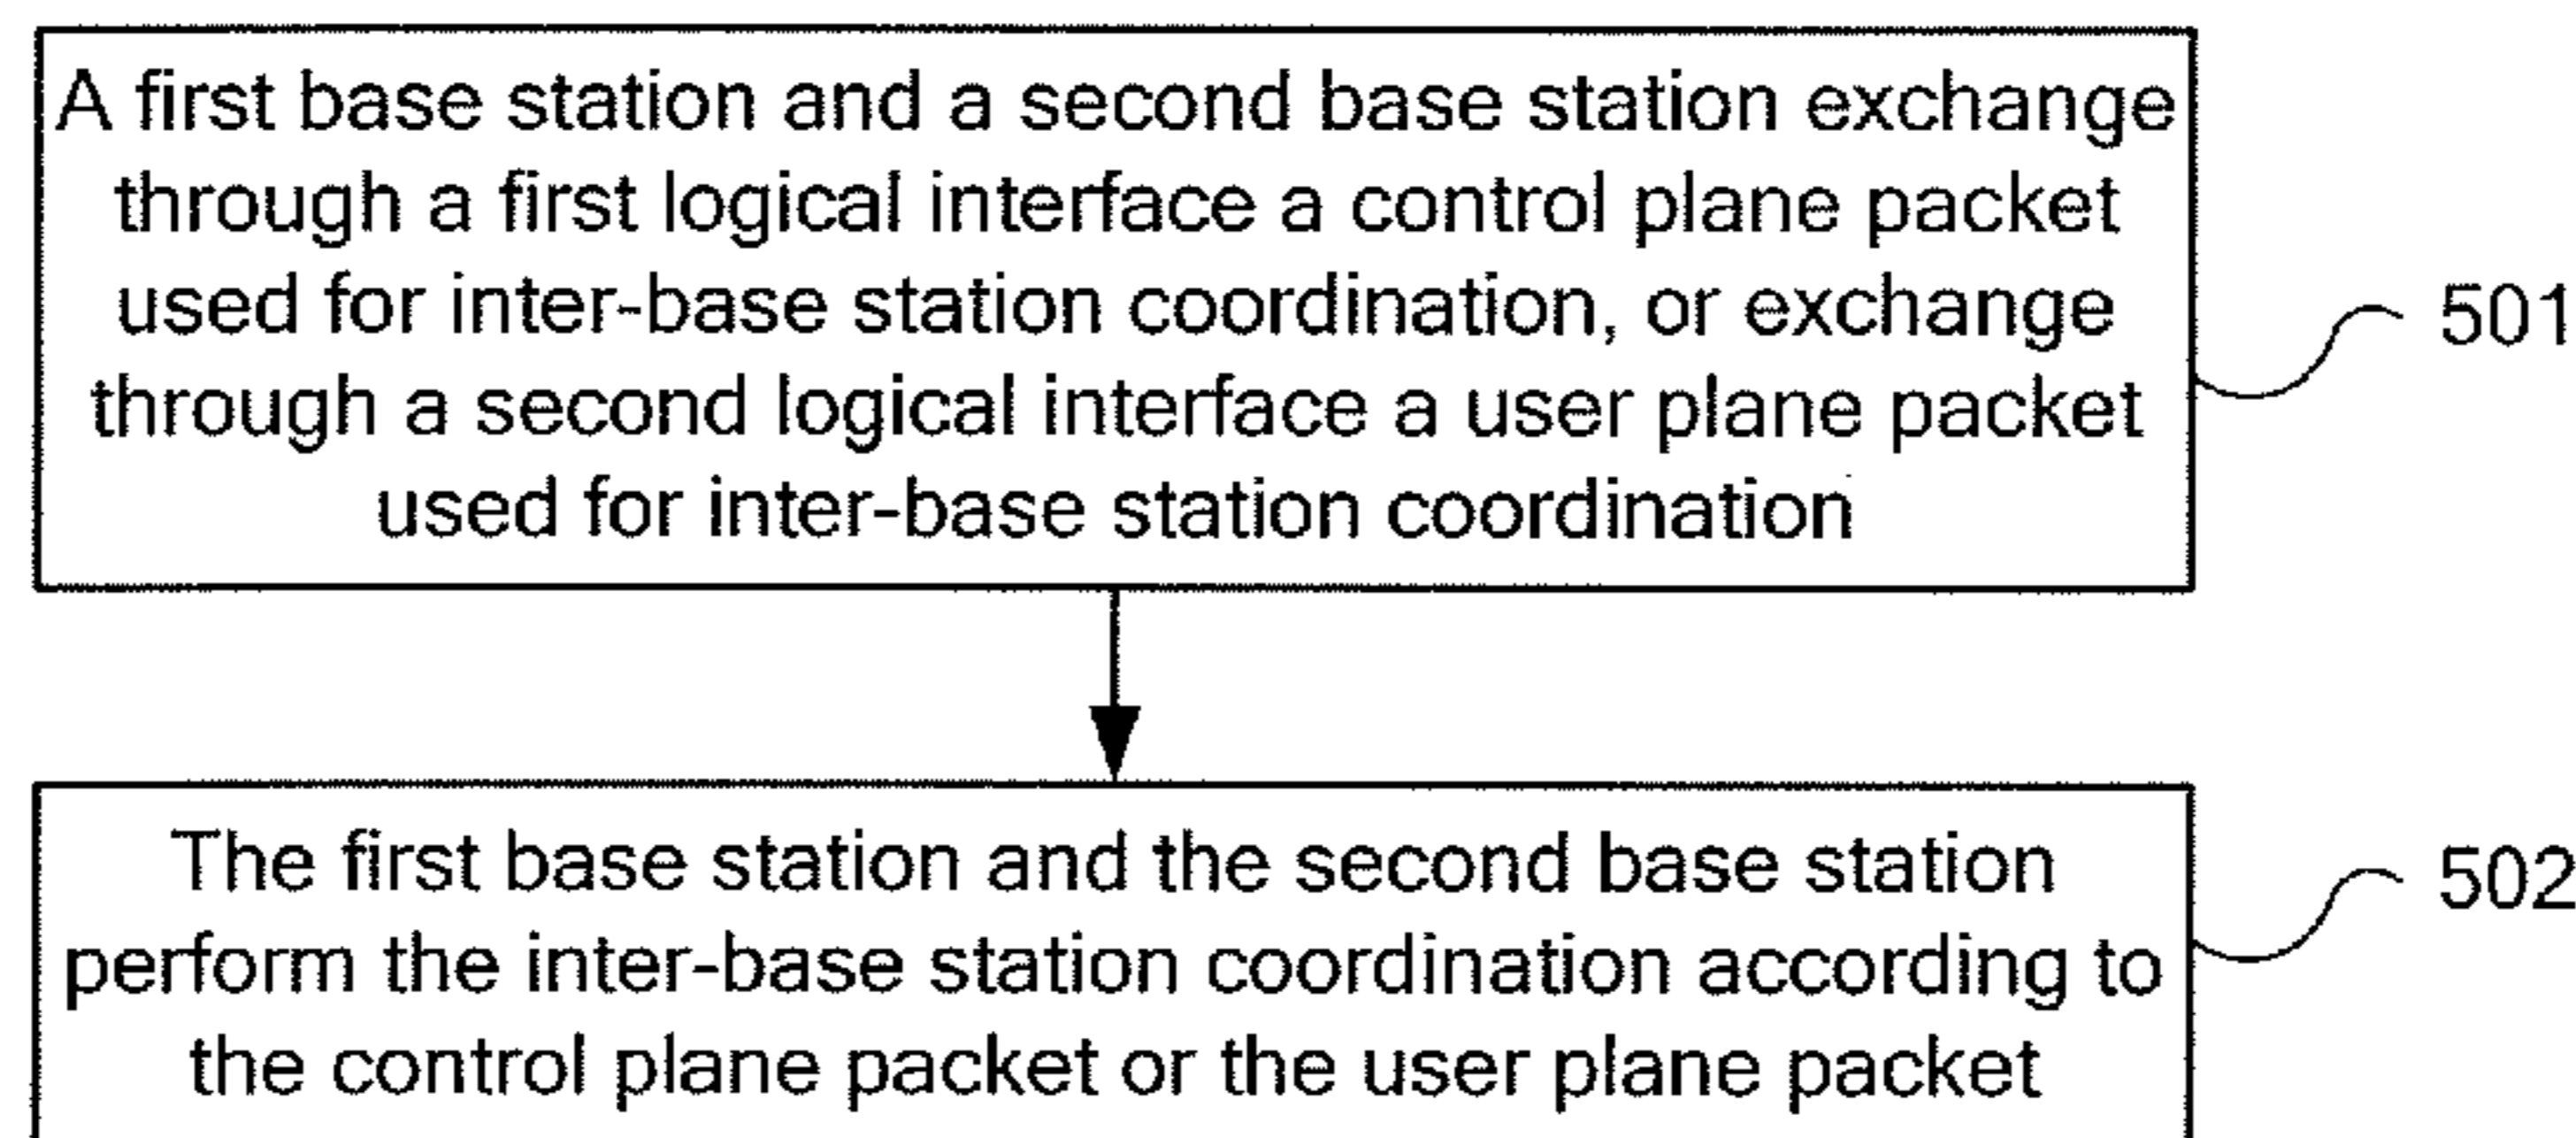 A first base station and a second base station exchange
through a first logical interface a control plane packet
used for inter-base station coordination, or exchange
through a second logical interface a user plane packet
used for inter-base station coordination
501
The first base station and the second base station
perform the inter-base station coordination according to
the control plane packet or the user plane packet
502